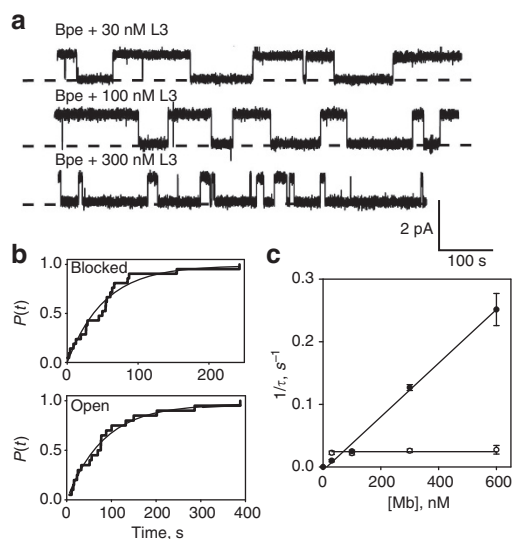 a
Bpe + 30 nM L3
Bpe + 100 nM L3
Bpe + 300 nM L3
2 pA
100 s
b
Blocked
P(t)
1.0
0.5
0.0
0
100
200
Open
P(t)
1.0
0.5
0.0
0
100
200
300
400
Time, s
c
1/τ, s⁻¹
0.3
0.2
0.1
0.0
0
200
400
600
[Mb], nM